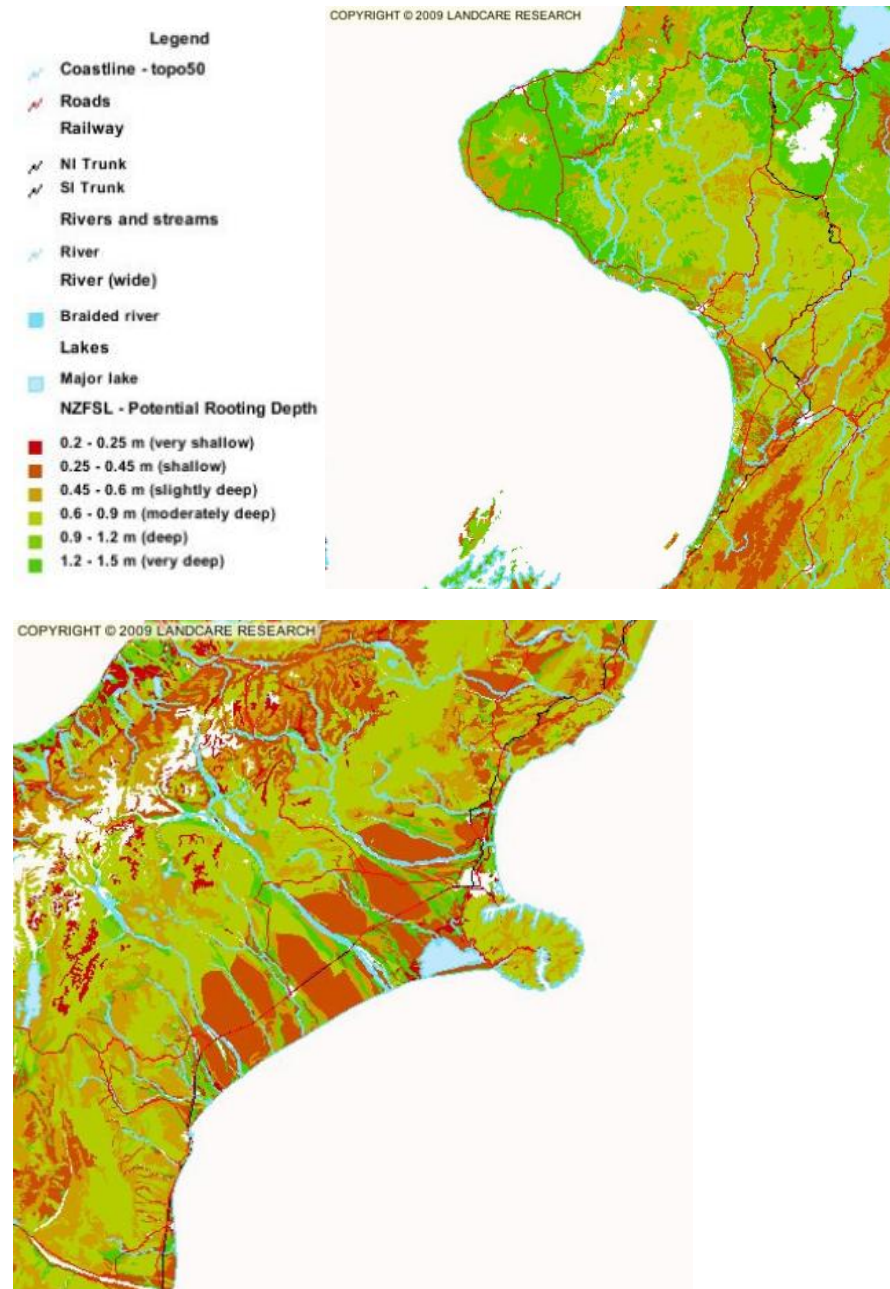 Legend
Coastline - topo50
Roads
Railway
NI Trunk
SI Trunk
Rivers and streams
River
River (wide)
Braided river
Lakes
Major lake
NZFSL - Potential Rooting Depth
0.2 - 0.25 m (very shallow)
0.25 - 0.45 m (shallow)
0.45 - 0.6 m (slightly deep)
0.6 - 0.9 m (moderately deep)
0.9 - 1.2 m (deep)
1.2 - 1.5 m (very deep)
COPYRIGHT © 2009 LANDCARE RESEARCH
COPYRIGHT © 2009 LANDCARE RESEARCH